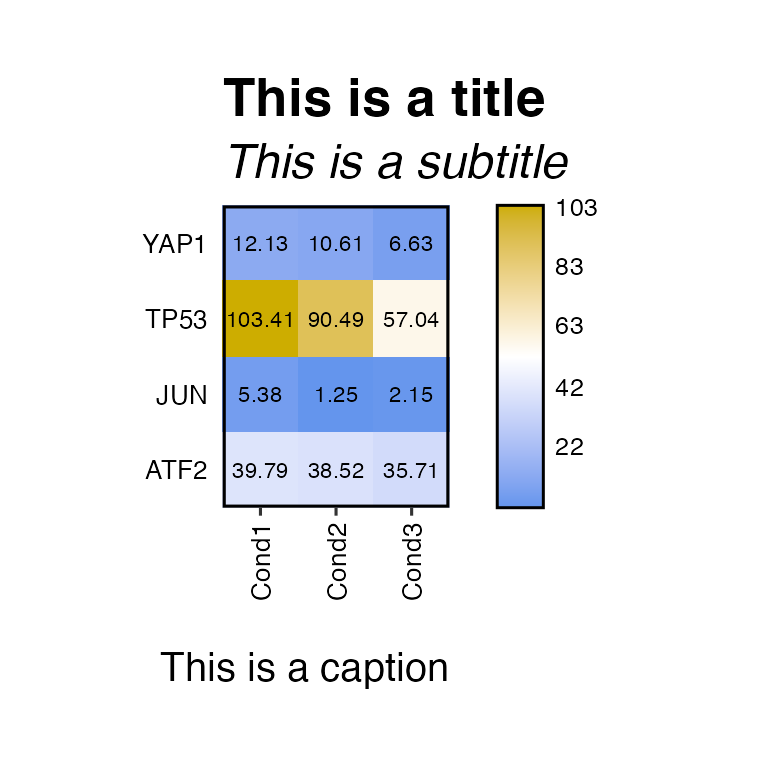 This is a title
This is a subtitle
103
YAP1 12.13 10.61 6.63
83
TP53 103.41 90.49 57.04
63
42
JUN 5.38 1.25 2.15
22
ATF2 39.79 38.52 35.71
Cond1 Cond2 Cond3
This is a caption